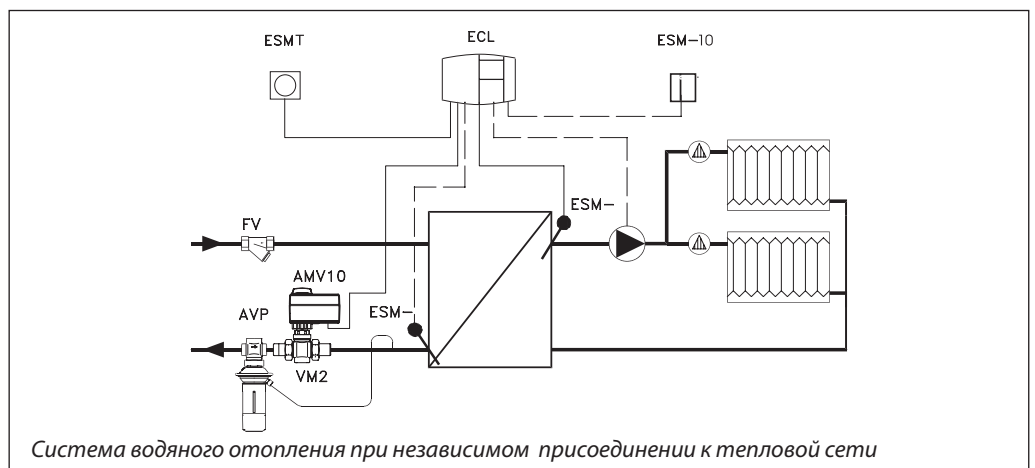 ESMT
ECL
ESM-10
ESM-
FV
AMV10
ESM-
AVP
VM2
Система водяного отопления при независимом присоединении к тепловой сети